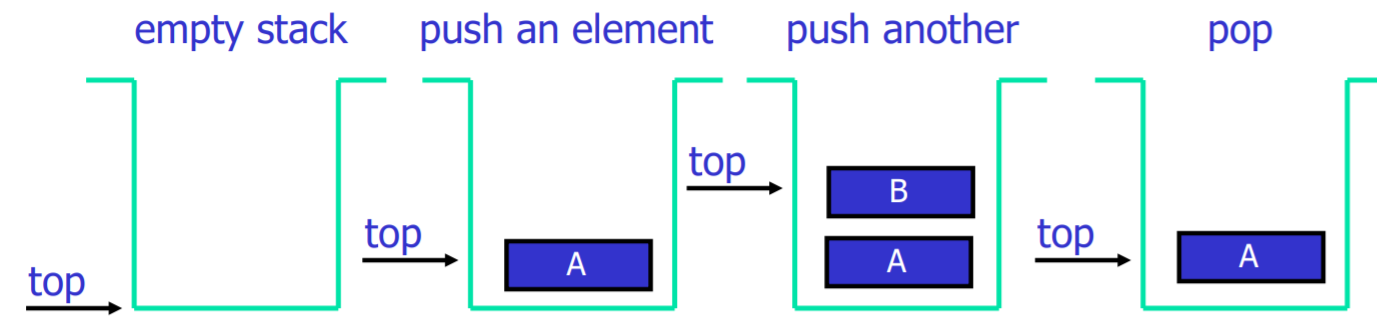 empty stack
push an element
push another
pop
top
top
A
top
B
A
top
A